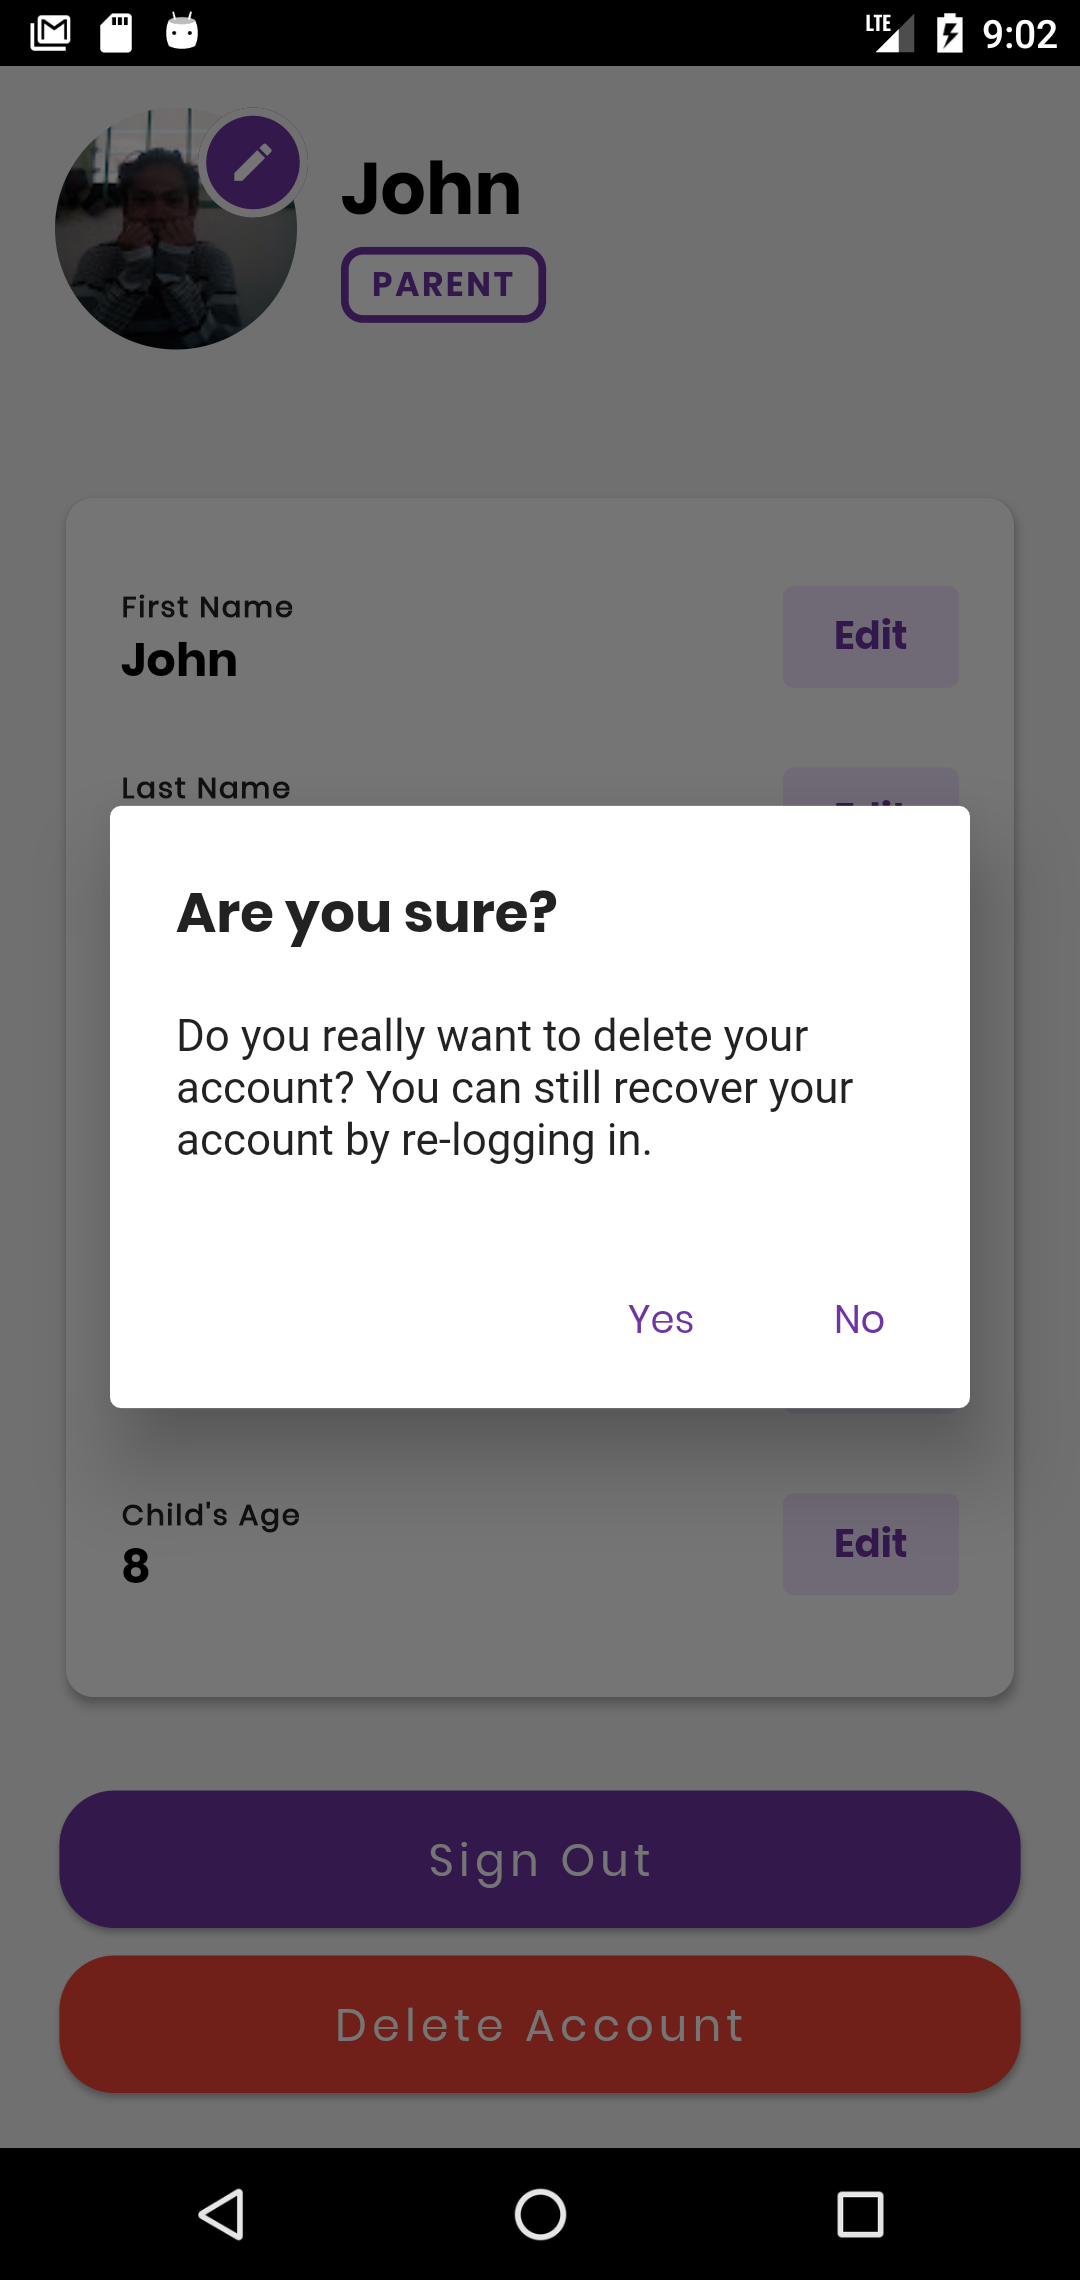 LTE 9:02
John
PARENT
First Name
John
Edit
Last Name
Are you sure?
Do you really want to delete your
account? You can still recover your
account by re-logging in.
Yes No
Child's Age
8
Edit
Sign Out
Delete Account